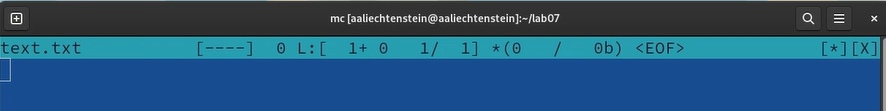 mc [aaliechtenstein@aaliechtenstein]:~/lab07
text.txt [----] 0 L:[ 1+ 0 1/ 1] *(0 / 0b) <EOF> [*][X]